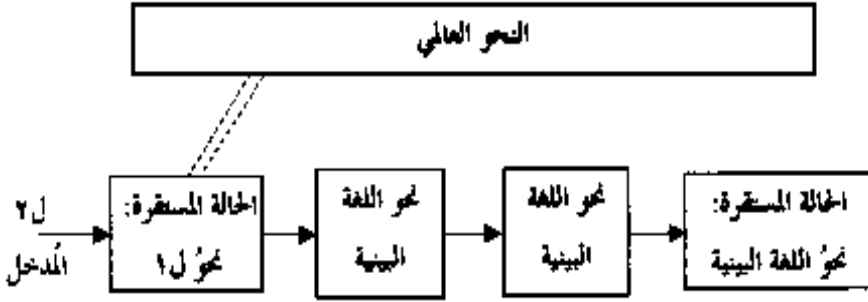 النحو العالمي
ل٢
المُدخل
الحالة المستقرة:
نحوُ ل١
نحو اللغة
البينية
نحو اللغة
البينية
الحالة المستقرة:
نحوُ اللغة البينية